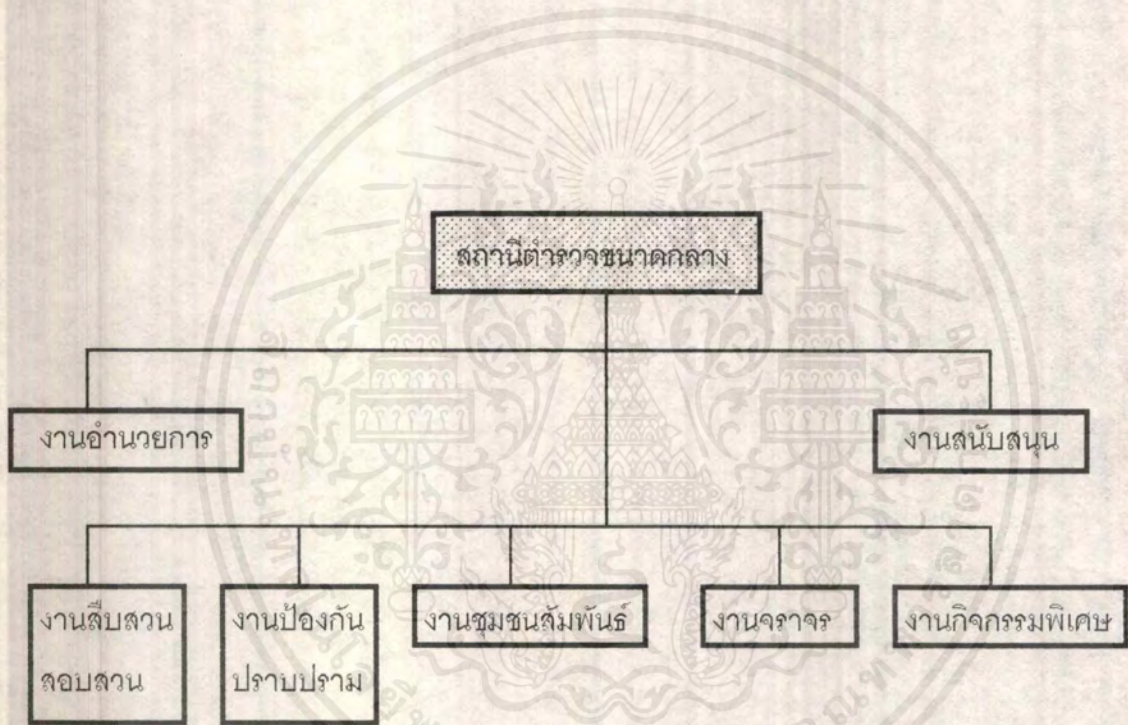 สถานีตำรวจขนาดกลาง
งานอำนวยการ
งานสนับสนุน
งานสืบสวน
สอบสวน
งานป้องกัน
ปราบปราม
งานชุมชนสัมพันธ์
งานจราจร
งานกิจกรรมพิเศษ